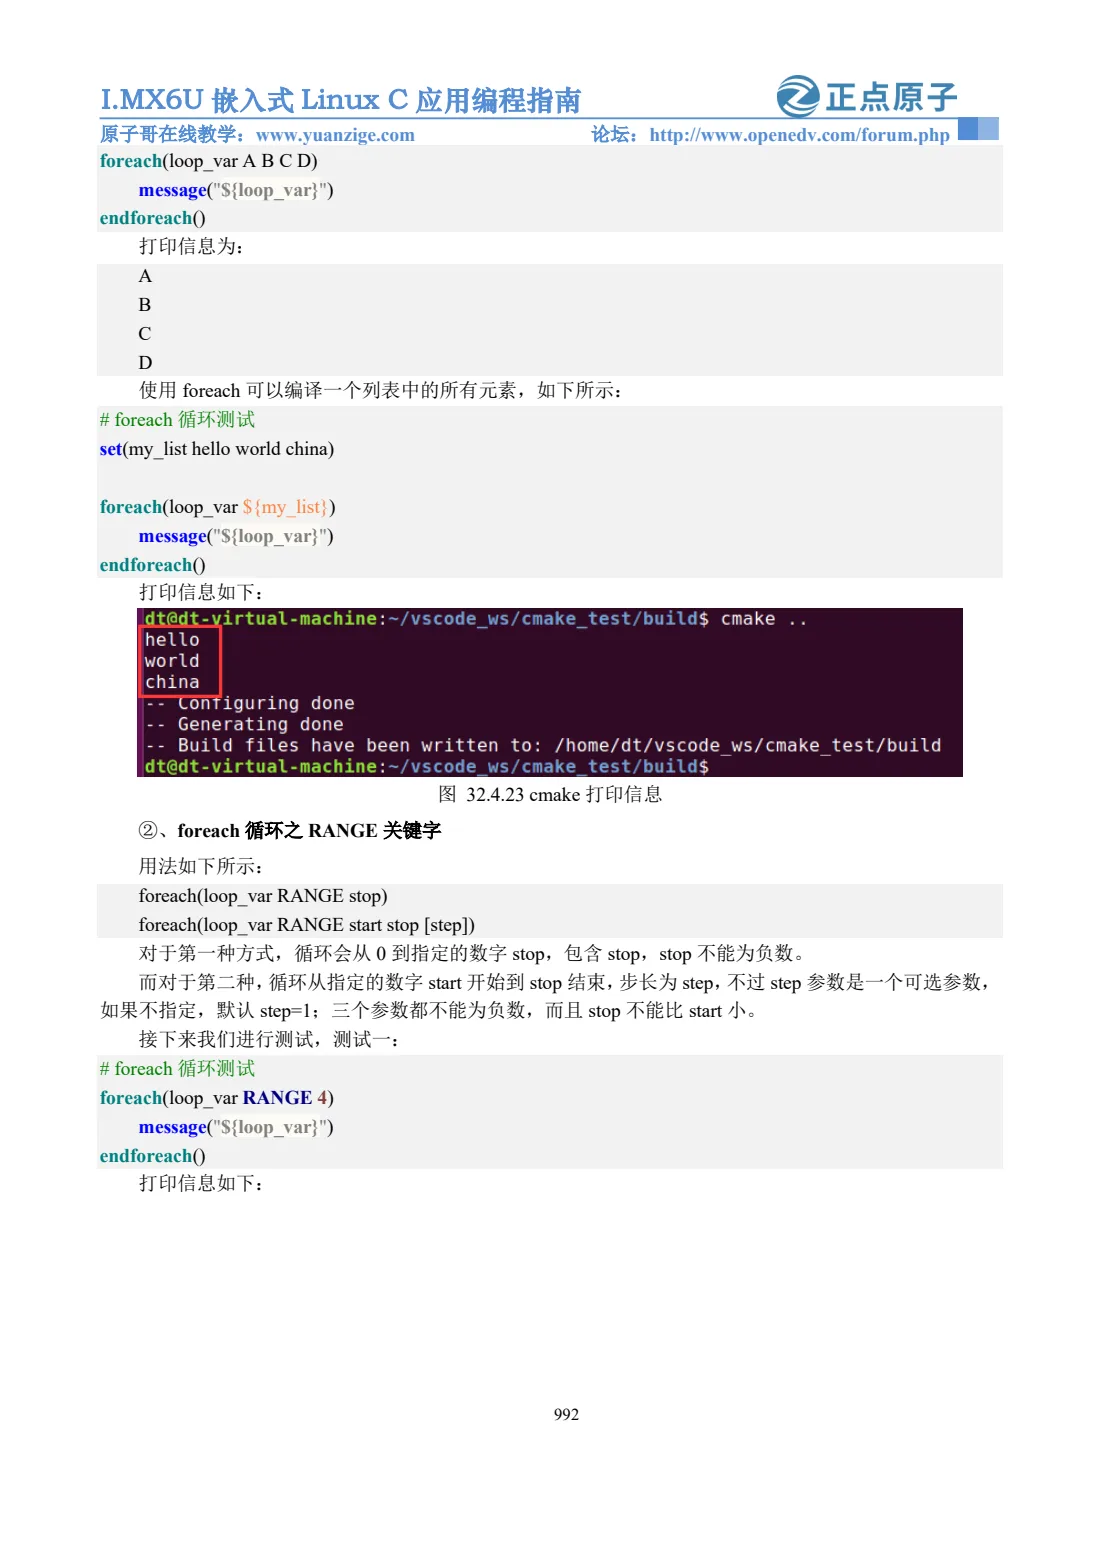 I.MX6U 嵌入式 Linux C 应用编程指南
正点原子
原子哥在线教学：www.yuanzige.com 论坛：http://www.openedv.com/forum.php
foreach(loop_var A B C D)
message("${loop_var}")
endforeach()
打印信息为：
A
B
C
D
使用 foreach 可以编译一个列表中的所有元素，如下所示：
# foreach 循环测试
set(my_list hello world china)
foreach(loop_var ${my_list})
message("${loop_var}")
endforeach()
打印信息如下：
dt@dt-virtual-machine:~/vscode_ws/cmake_test/build$ cmake ..
hello
world
china
-- Configuring done
-- Generating done
-- Build files have been written to: /home/dt/vscode_ws/cmake_test/build
dt@dt-virtual-machine:~/vscode_ws/cmake_test/build$
图 32.4.23 cmake 打印信息
②、foreach 循环之 RANGE 关键字
用法如下所示：
foreach(loop_var RANGE stop)
foreach(loop_var RANGE start stop [step])
对于第一种方式，循环会从 0 到指定的数字 stop，包含 stop，stop 不能为负数。
而对于第二种，循环从指定的数字 start 开始到 stop 结束，步长为 step，不过 step 参数是一个可选参数，
如果不指定，默认 step=1；三个参数都不能为负数，而且 stop 不能比 start 小。
接下来我们进行测试，测试一：
# foreach 循环测试
foreach(loop_var RANGE 4)
message("${loop_var}")
endforeach()
打印信息如下：
992